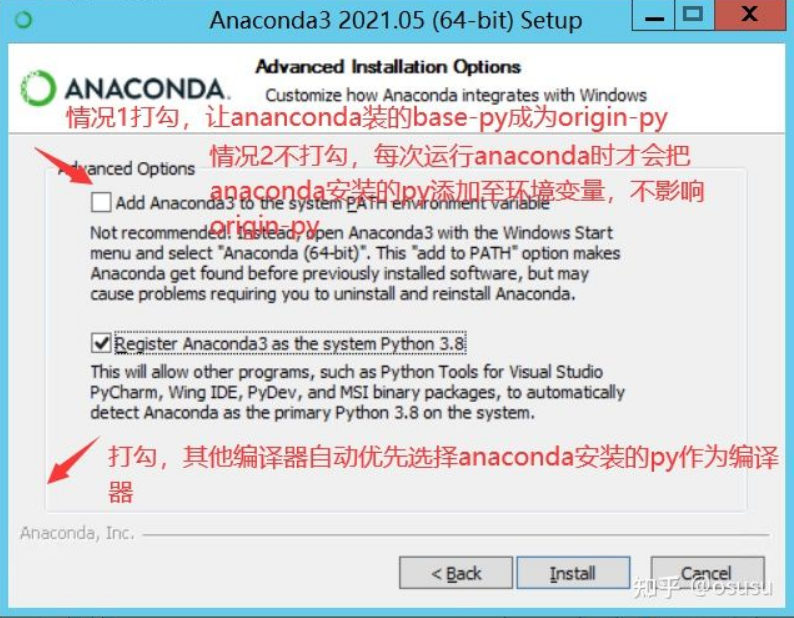 Anaconda3 2021.05 (64-bit) Setup
ANACONDA.
Advanced Installation Options
Customize how Anaconda integrates with Windows
情况1打勾，让ananconda装的base-py成为origin-py
Advanced Options
情况2不打勾，每次运行anaconda时才会把
anaconda安装的py添加至环境变量，不影响
origin-py
Add Anaconda3 to the system PATH environment variable
Not recommended. Instead, open Anaconda3 with the Windows Start
menu and select "Anaconda (64-bit)". This "add to PATH" option makes
Anaconda get found before previously installed software, but may
cause problems requiring you to uninstall and reinstall Anaconda.
Register Anaconda3 as the system Python 3.8
This will allow other programs, such as Python Tools for Visual Studio
PyCharm, Wing IDE, PyDev, and MSI binary packages, to automatically
detect Anaconda as the primary Python 3.8 on the system.
打勾，其他编译器自动优先选择anaconda安装的py作为编译
器
Anaconda, Inc.
< Back
Install
Cancel
知乎 @osusu